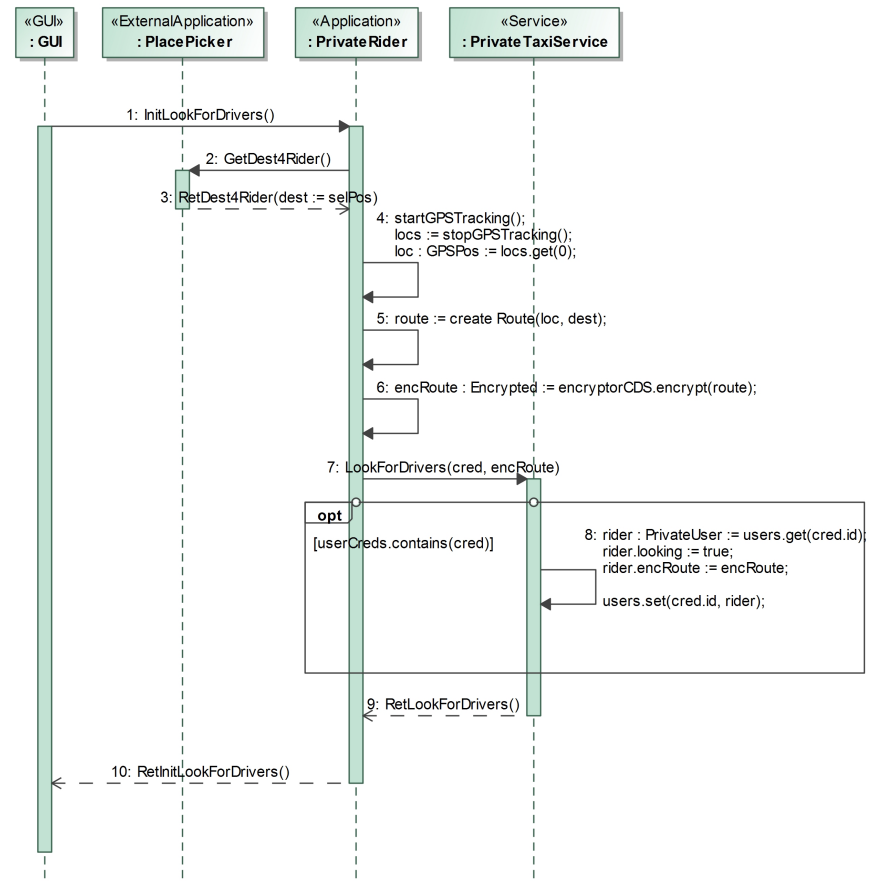 «GUI»
: GUI
«ExternalApplication»
: PlacePicker
«Application»
: PrivateRider
«Service»
: PrivateTaxiService
1: InitLookForDrivers()
2: GetDest4Rider()
3: RetDest4Rider(dest := selPos)
4: startGPSTracking();
locs := stopGPSTracking();
loc : GPSPos := locs.get(0);
5: route := create Route(loc, dest);
6: encRoute : Encrypted := encryptorCDS.encrypt(route);
7: LookForDrivers(cred, encRoute)
opt
[userCreds.contains(cred)]
8: rider : PrivateUser := users.get(cred.id);
rider.looking := true;
rider.encRoute := encRoute;
users.set(cred.id, rider);
9: RetLookForDrivers()
10: RetInitLookForDrivers()